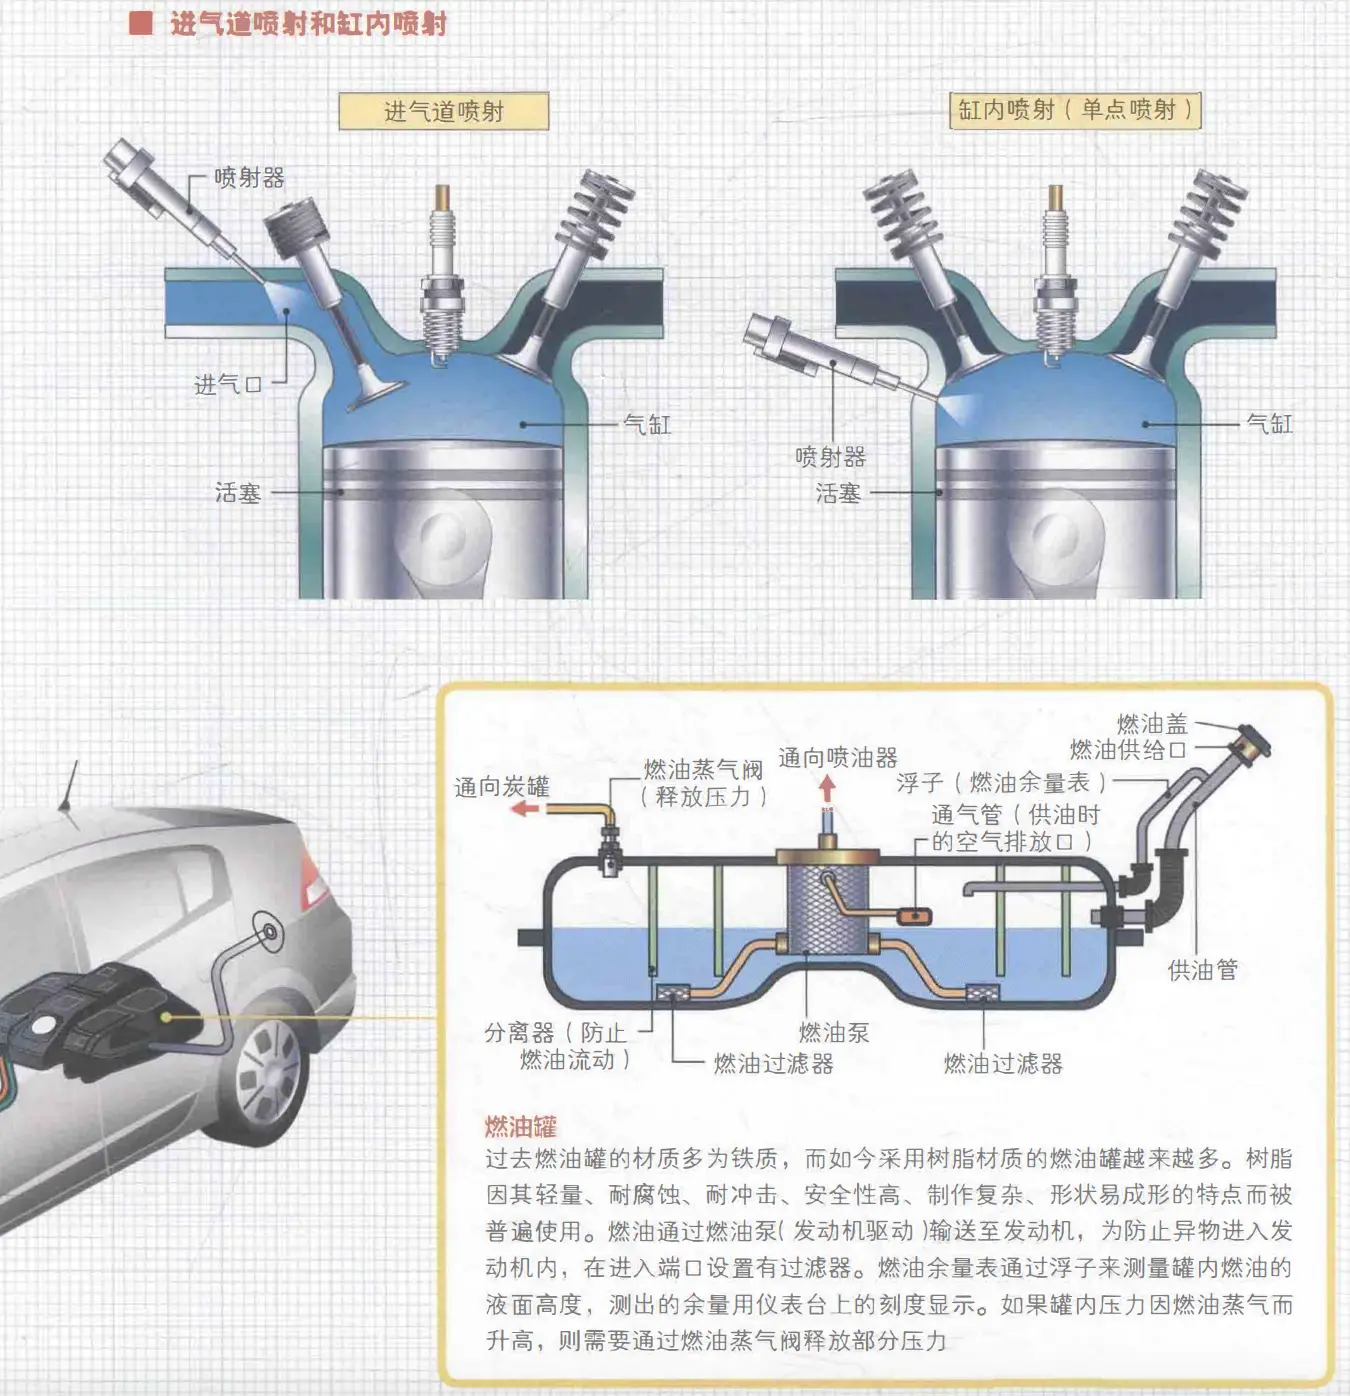 进气道喷射和缸内喷射
进气道喷射
缸内喷射（单点喷射）
喷射器
进气口
气缸
活塞
喷射器
气缸
活塞
燃油盖
燃油供给口
通向喷油器
燃油蒸气阀
（释放压力）
通向炭罐
浮子（燃油余量表）
通气管（供油时
的空气排放口）
供油管
分离器（防止
燃油流动）
燃油泵
燃油过滤器
燃油过滤器
燃油罐
过去燃油罐的材质多为铁质，而如今采用树脂材质的燃油罐越来越多。树脂
因其轻量、耐腐蚀、耐冲击、安全性高、制作复杂、形状易成形的特点而被
普遍使用。燃油通过燃油泵（发动机驱动）输送至发动机，为防止异物进入发
动机内，在进入端口设置有过滤器。燃油余量表通过浮子来测量罐内燃油的
液面高度，测出的余量用仪表台上的刻度显示。如果罐内压力因燃油蒸气而
升高，则需要通过燃油蒸气阀释放部分压力